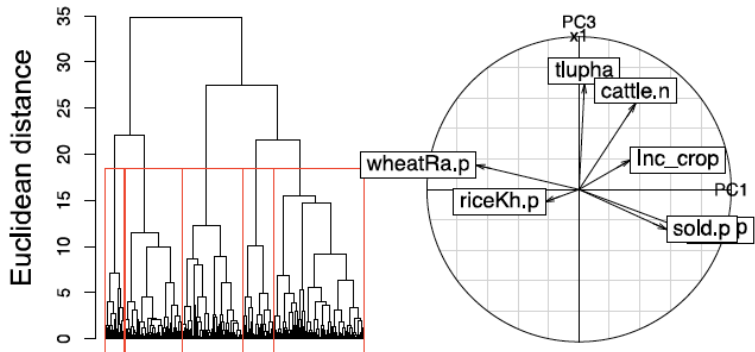 Euclidean distance
35
30
25
20
15
10
5
0
PC3
x1
tlupha
cattle.n
wheatRa.p
Inc_crop
PC1
riceKh.p
sold.p
p